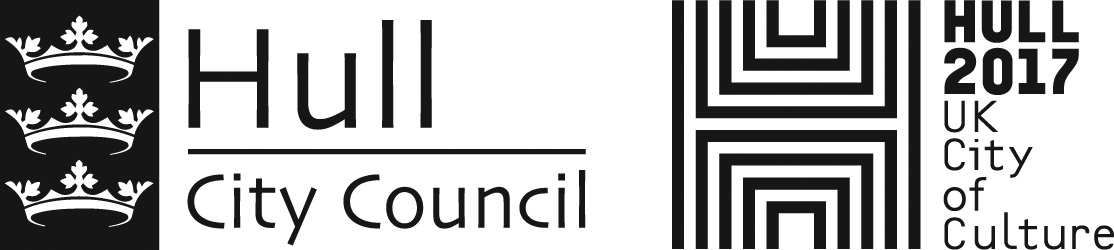 Hull
City Council
HULL
2017
UK
City
of
Culture